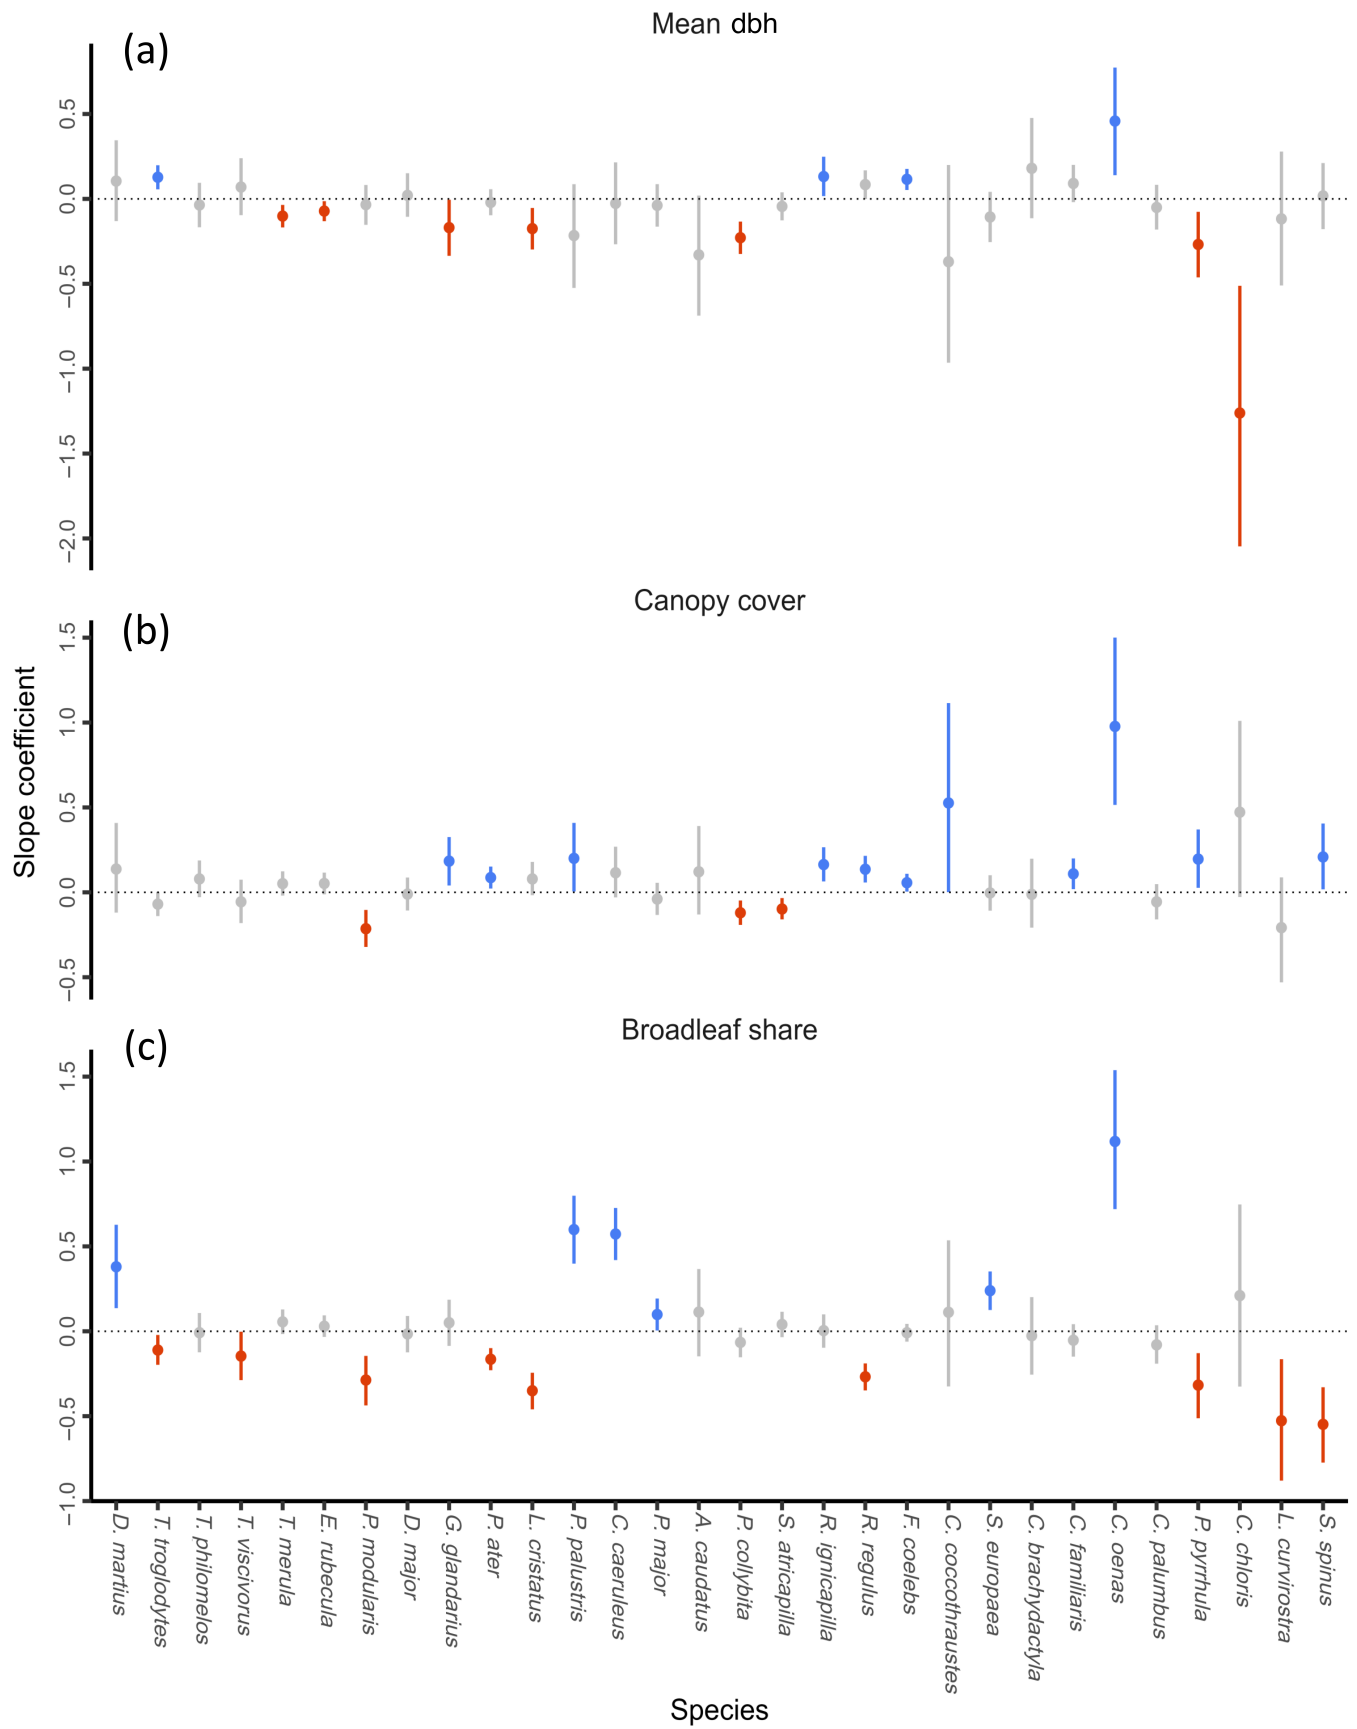 Mean dbh
(a)
0.5
0.0
−0.5
−1.0
−1.5
−2.0
Canopy cover
(b)
1.5
1.0
0.5
0.0
−0.5
Slope coefficient
Broadleaf share
(c)
1.5
1.0
0.5
0.0
−0.5
−1.0
D. martius
T. troglodytes
T. philomelos
T. viscivorus
T. merula
E. rubecula
P. modularis
D. major
G. glandarius
P. ater
L. cristatus
P. palustris
C. caeruleus
P. major
A. caudatus
P. collybita
S. atricapilla
R. ignicapilla
R. regulus
F. coelebs
C. coccothraustes
S. europaea
C. brachydactyla
C. familiaris
C. oenas
C. palumbus
P. pyrrhula
C. chloris
L. curvirostra
S. spinus
Species